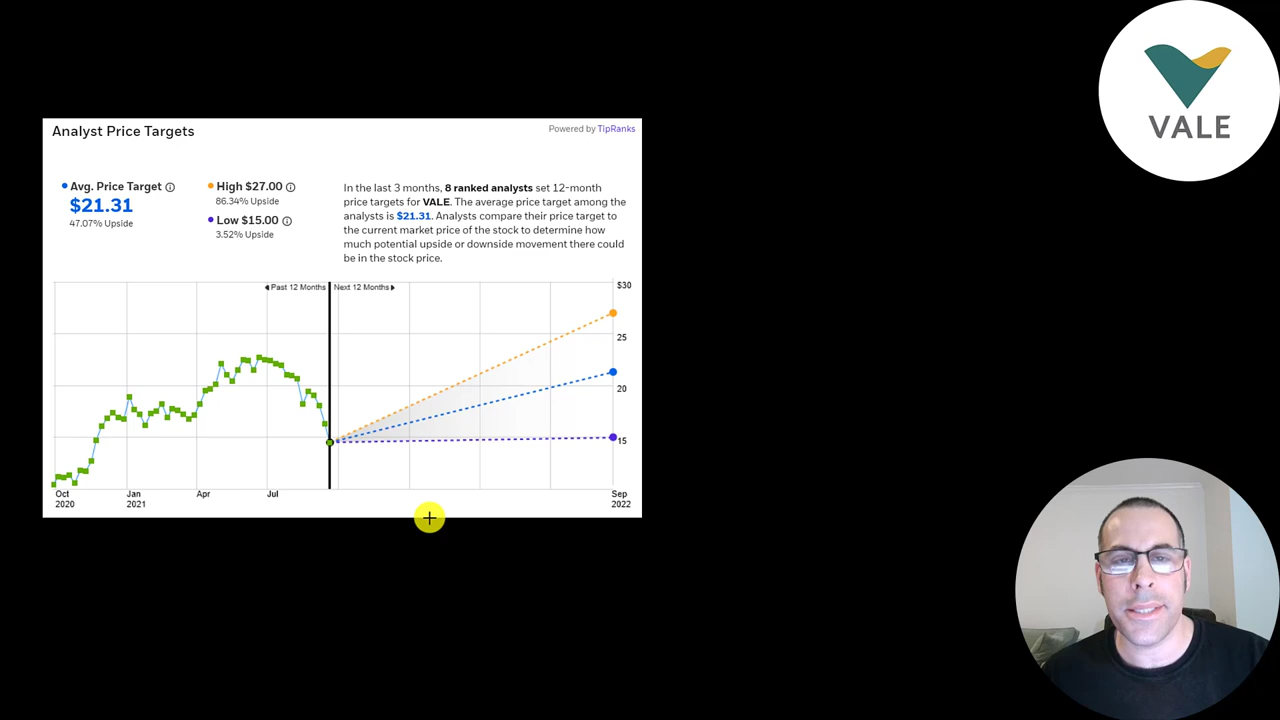 Analyst Price Targets
Powered by TipRanks
Avg. Price Target
$21.31
47.07% Upside
High $27.00
86.34% Upside
Low $15.00
3.52% Upside
In the last 3 months, 8 ranked analysts set 12-month
price targets for VALE. The average price target among the
analysts is $21.31. Analysts compare their price target to
the current market price of the stock to determine how
much potential upside or downside movement there could
be in the stock price.
Past 12 Months
Next 12 Months
$30
25
20
15
Oct
2020
Jan
2021
Apr
Jul
Sep
2022
VALE